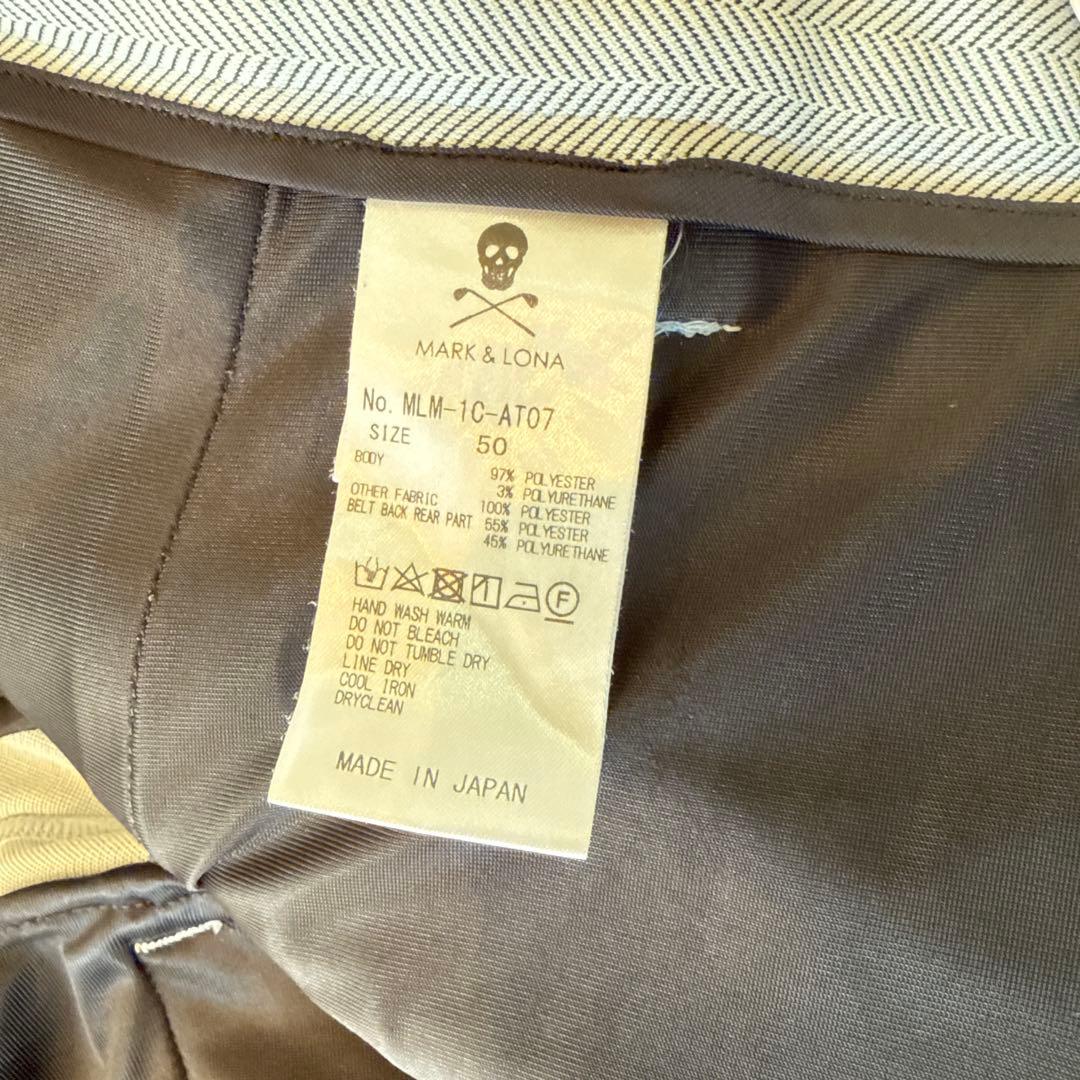 MARK & LONA
No. MLM-1C-AT07
SIZE 50
BODY 97% POLYESTER
3% POLYURETHANE
OTHER FABRIC 100% POLYESTER
BELT BACK REAR PART 55% POLYESTER
45% POLYURETHANE
F
HAND WASH WARM
DO NOT BLEACH
DO NOT TUMBLE DRY
LINE DRY
COOL IRON
DRYCLEAN
MADE IN JAPAN